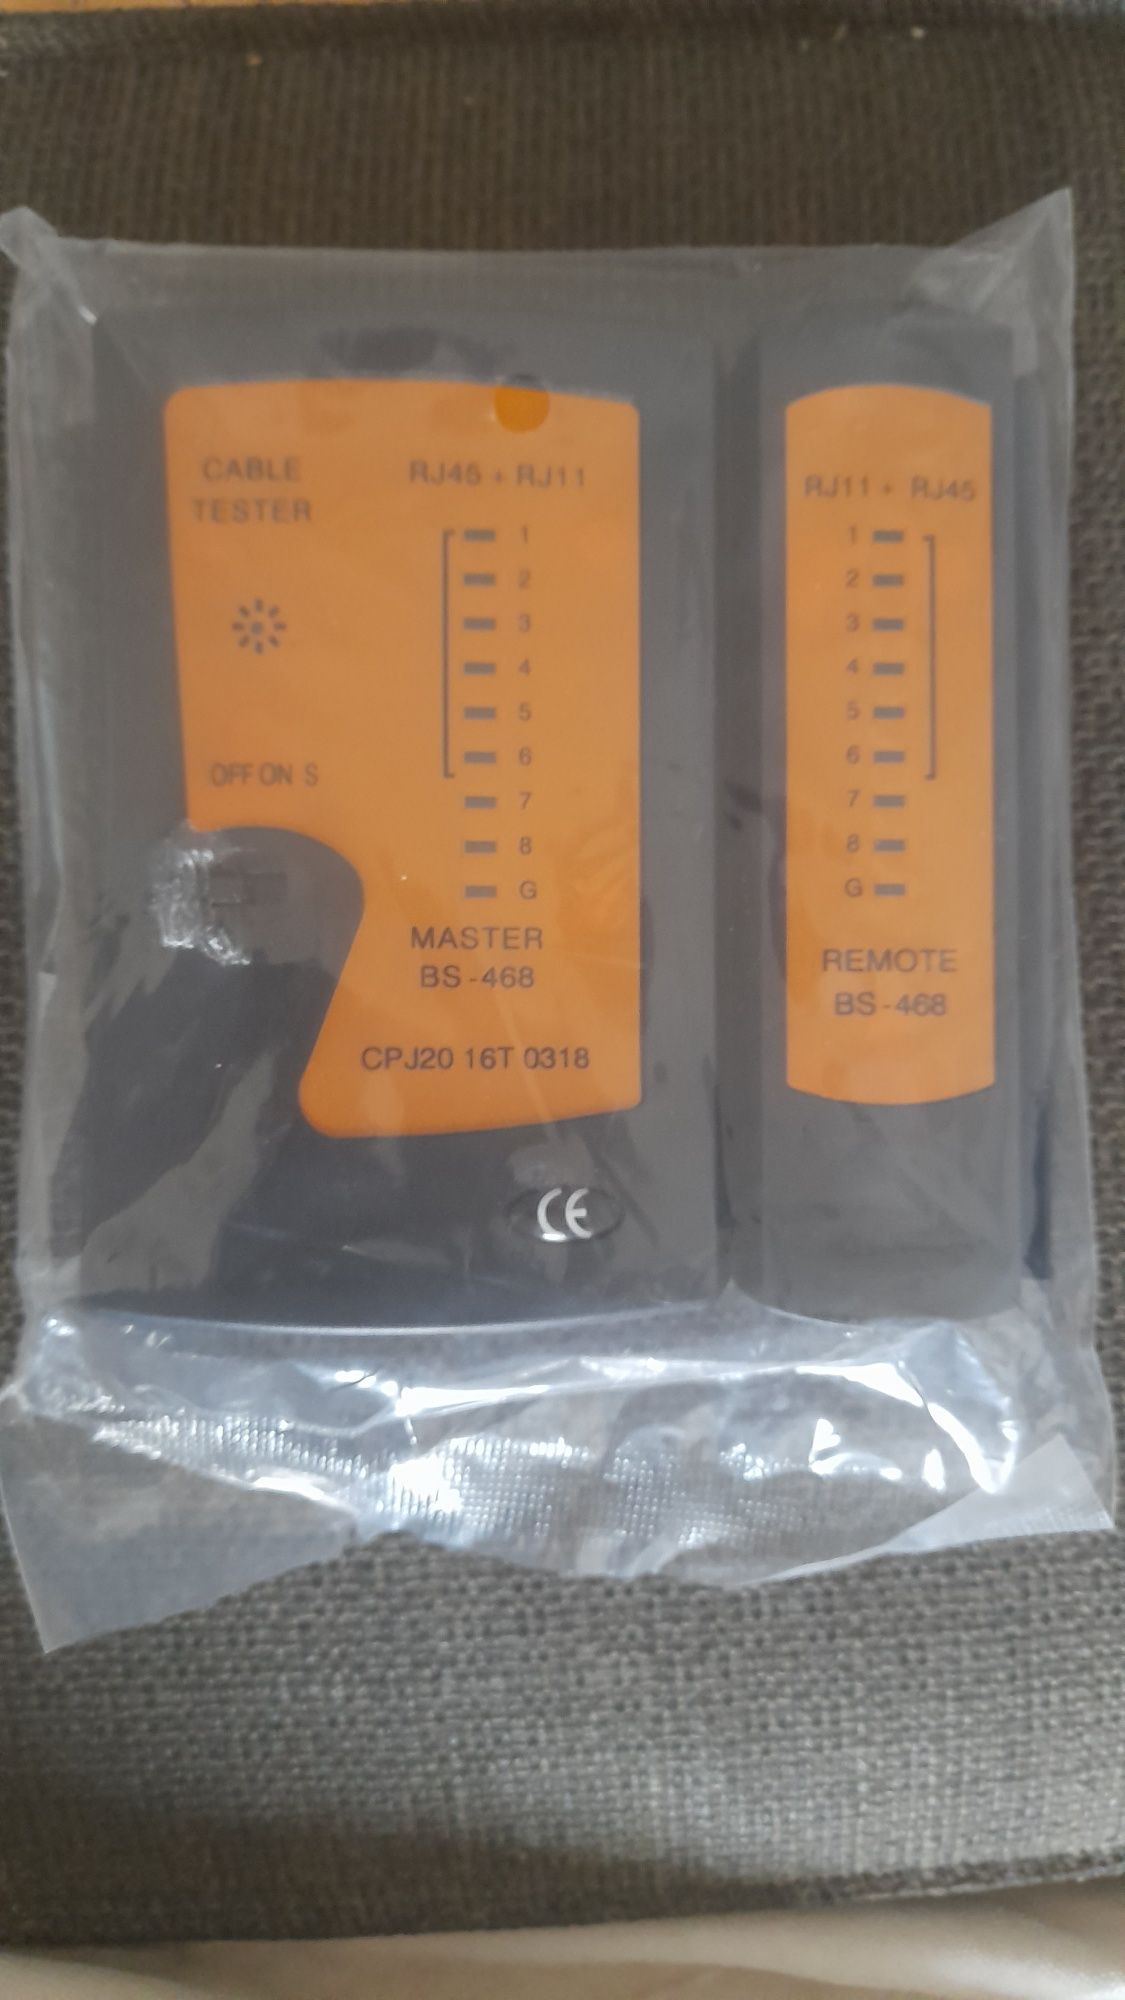 CABLE
TESTER
OFF ON S
RJ45 + RJ11
1
2
3
4
5
6
7
8
G
MASTER
BS-468
CPJ20 16T 0318
CE
RJ11 + RJ45
1
2
3
4
5
6
7
8
G
REMOTE
BS-468